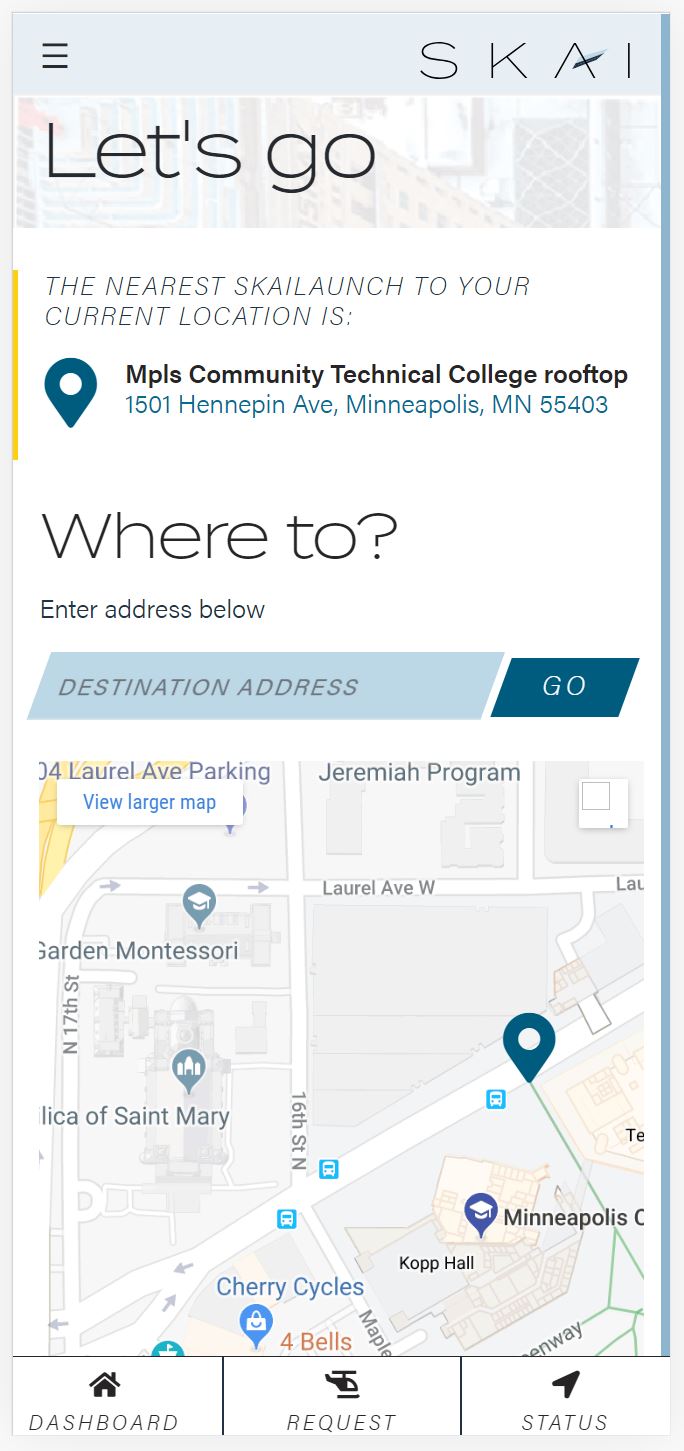 SKAI
Let's go
THE NEAREST SKAILAUNCH TO YOUR
CURRENT LOCATION IS:
Mpls Community Technical College rooftop
1501 Hennepin Ave, Minneapolis, MN 55403
Where to?
Enter address below
DESTINATION ADDRESS
GO
04 Laurel Ave Parking
Jeremiah Program
View larger map
Laurel Ave W
Lau
Garden Montessori
N 17th St
ilica of Saint Mary
16th St N
Te
Minneapolis C
Kopp Hall
Cherry Cycles
4 Bells
Maple
enway
DASHBOARD
REQUEST
STATUS